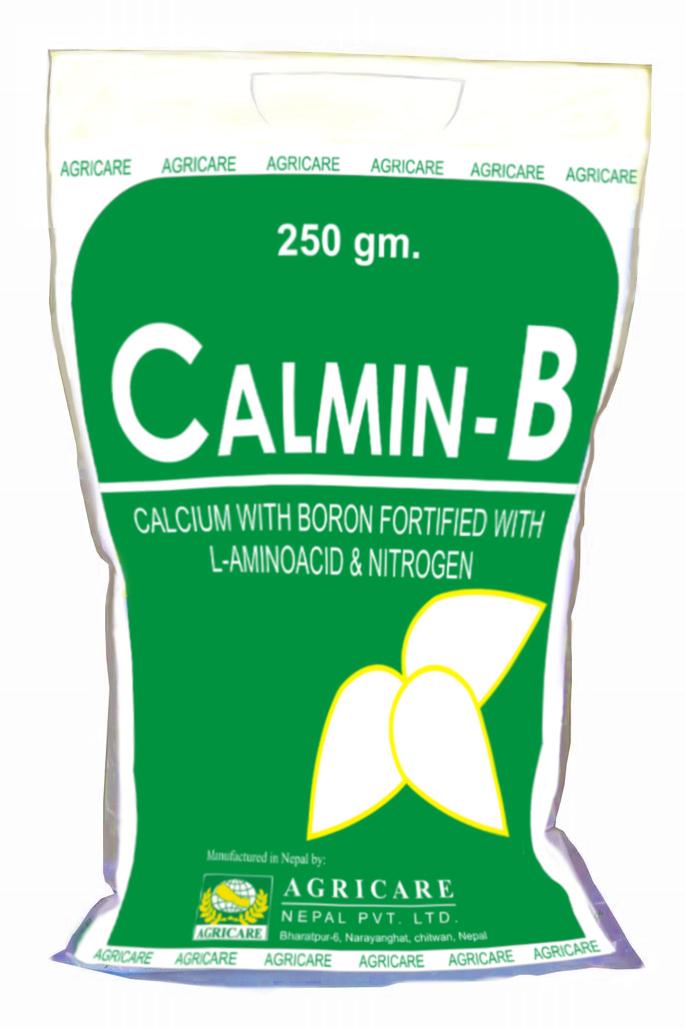 AGRICARE AGRICARE AGRICARE AGRICARE AGRICARE AGRICARE
250 gm.
CALMIN-B
CALCIUM WITH BORON FORTIFIED WITH
L-AMINOACID & NITROGEN
Manufactured in Nepal by:
AGRICARE
NEPAL PVT. LTD.
AGRICARE
Bharatpur-6, Narayanghat, chitwan, Nepal
AGRICARE AGRICARE AGRICARE AGRICARE AGRICARE AGRICARE